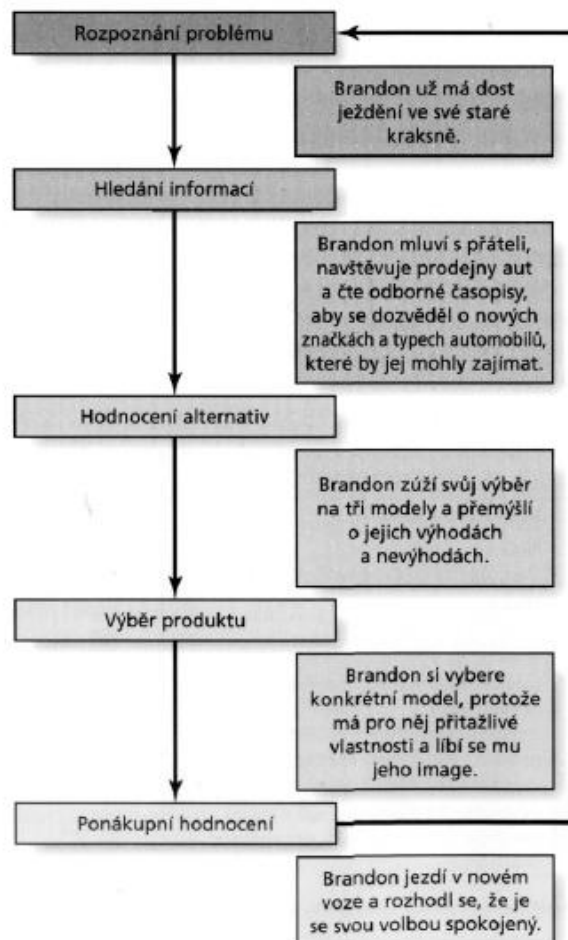 Rozpoznání problému
Brandon už má dost
ježdění ve své staré
kraksně.
Hledání informací
Brandon mluví s přáteli,
navštěvuje prodejny aut
a čte odborné časopisy,
aby se dozvěděl o nových
značkách a typech automobilů,
které by jej mohly zajímat.
Hodnocení alternativ
Brandon zúží svůj výběr
na tři modely a přemýšlí
o jejich výhodách
a nevýhodách.
Výběr produktu
Brandon si vybere
konkrétní model, protože
má pro něj přitažlivé
vlastnosti a líbí se mu
jeho image.
Ponákupní hodnocení
Brandon jezdí v novém
voze a rozhodl se, že je
se svou volbou spokojený.